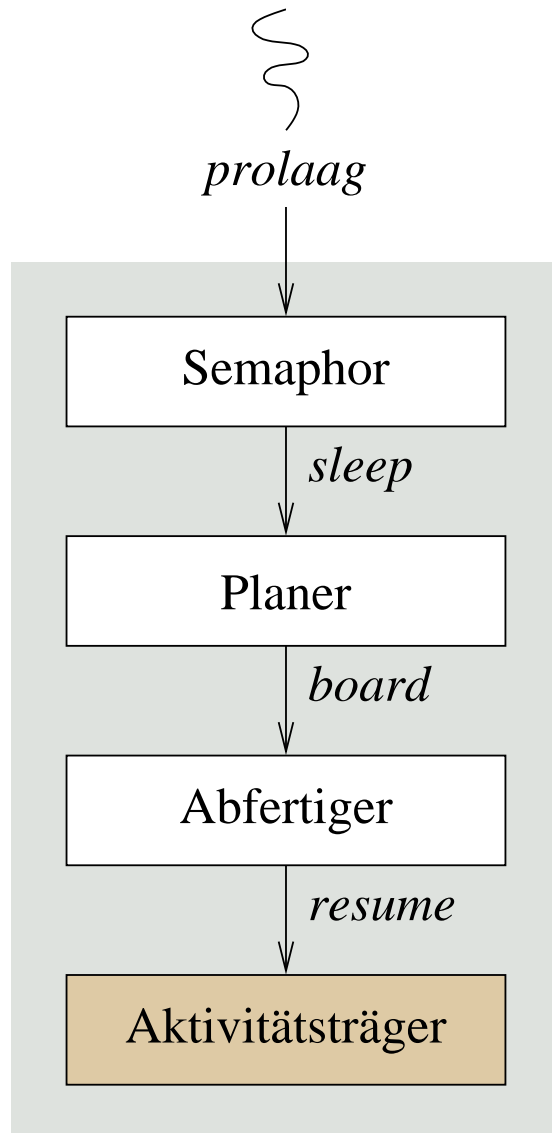 prolaag
Semaphor
sleep
Planer
board
Abfertiger
resume
Aktivitätsträger